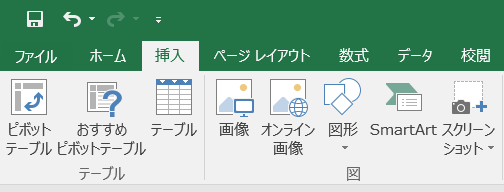 ファイル ホーム 挿入 ページ レイアウト 数式 データ 校閲
ピボット おすすめ テーブル 画像 オンライン 図形 SmartArt スクリーン
テーブル ピボットテーブル 画像 ショット
テーブル 図